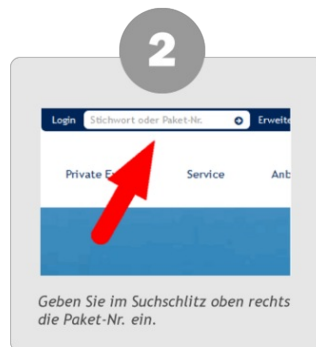 2
Login Stichwort oder Paket-Nr. Erweite
Private E Service Anb
Geben Sie im Suchschlitz oben rechts
die Paket-Nr. ein.